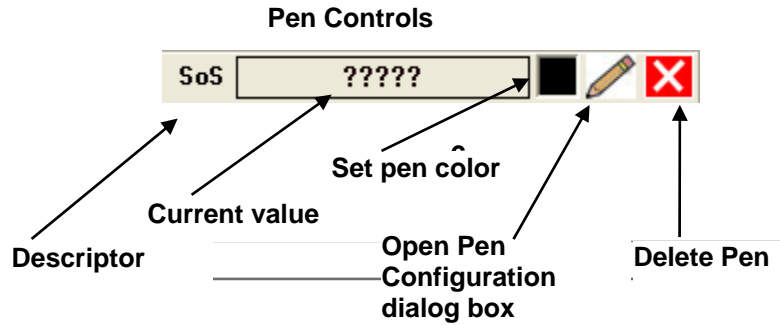 Pen Controls
SoS ?????
Set pen color
Current value
Descriptor
Open Pen
Configuration
dialog box
Delete Pen